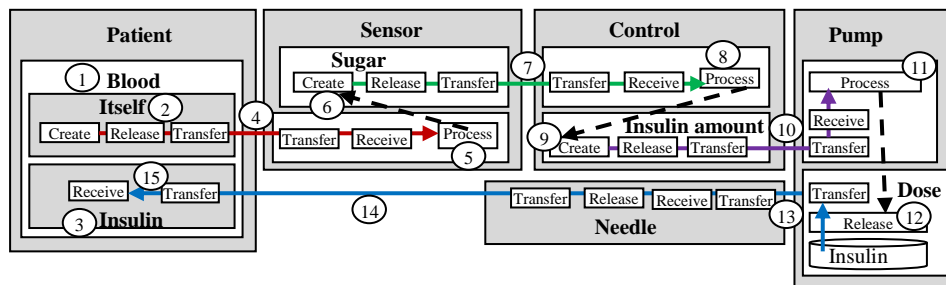 Patient
Sensor
Control
Pump
1
Blood
Itself
2
Create
Release
Transfer
4
Sugar
Create
Release
Transfer
6
Transfer
Receive
Process
5
7
Transfer
Receive
Process
8
9
Insulin amount
Create
Release
Transfer
10
11
Process
Receive
Transfer
15
Receive
Transfer
3
Insulin
14
Transfer
Release
Receive
Transfer
Needle
13
Transfer
Dose
Release
12
Insulin